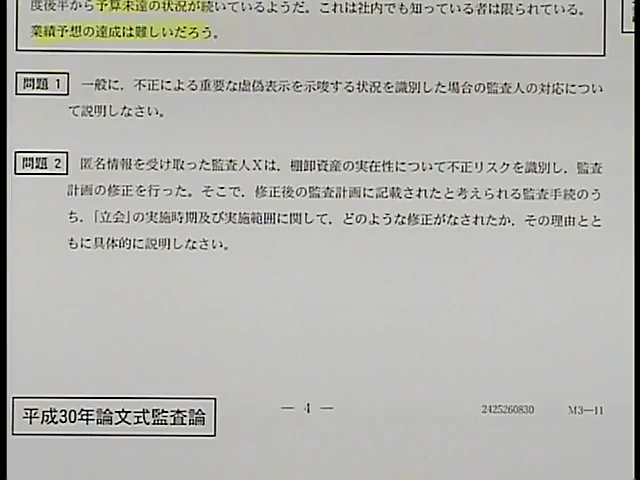 度後半から予算未達の状況が続いているようだ。これは社内でも知っている者は限られている。
業績予想の達成は難しいだろう。
問題 1 一般に，不正による重要な虚偽表示を示唆する状況を識別した場合の監査人の対応につい
て説明しなさい。
問題 2 匿名情報を受け取った監査人Xは，棚卸資産の実在性について不正リスクを識別し，監査
計画の修正を行った。そこで，修正後の監査計画に記載されたと考えられる監査手続のう
ち，「立会」の実施時期及び実施範囲に関して，どのような修正がなされたか，その理由とと
もに具体的に説明しなさい。
平成30年論文式監査論
— 4 —
2425260830
M3—11